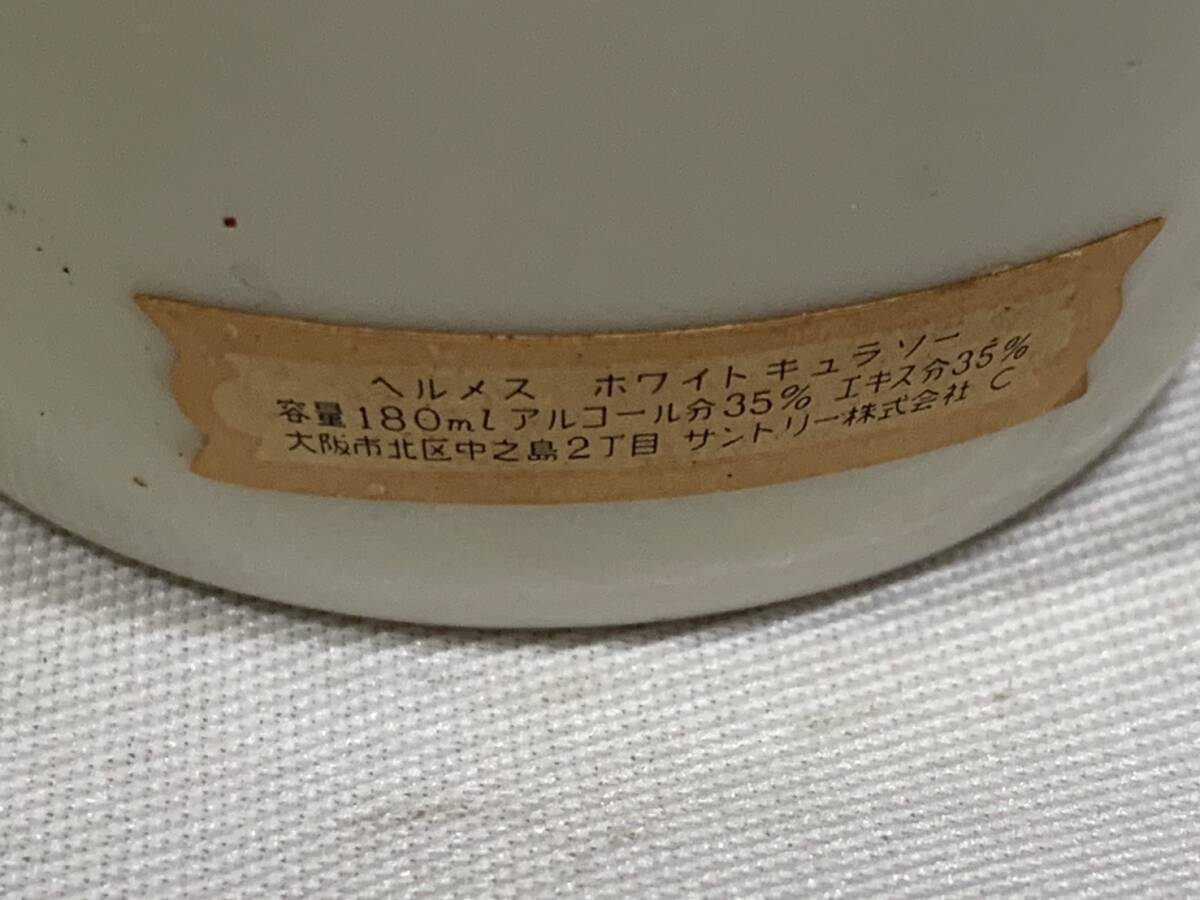 ヘルメス ホワイトキュラソー
容量180ml アルコール分35% エキス分35%
大阪市北区中之島2丁目 サントリー株式会社 C